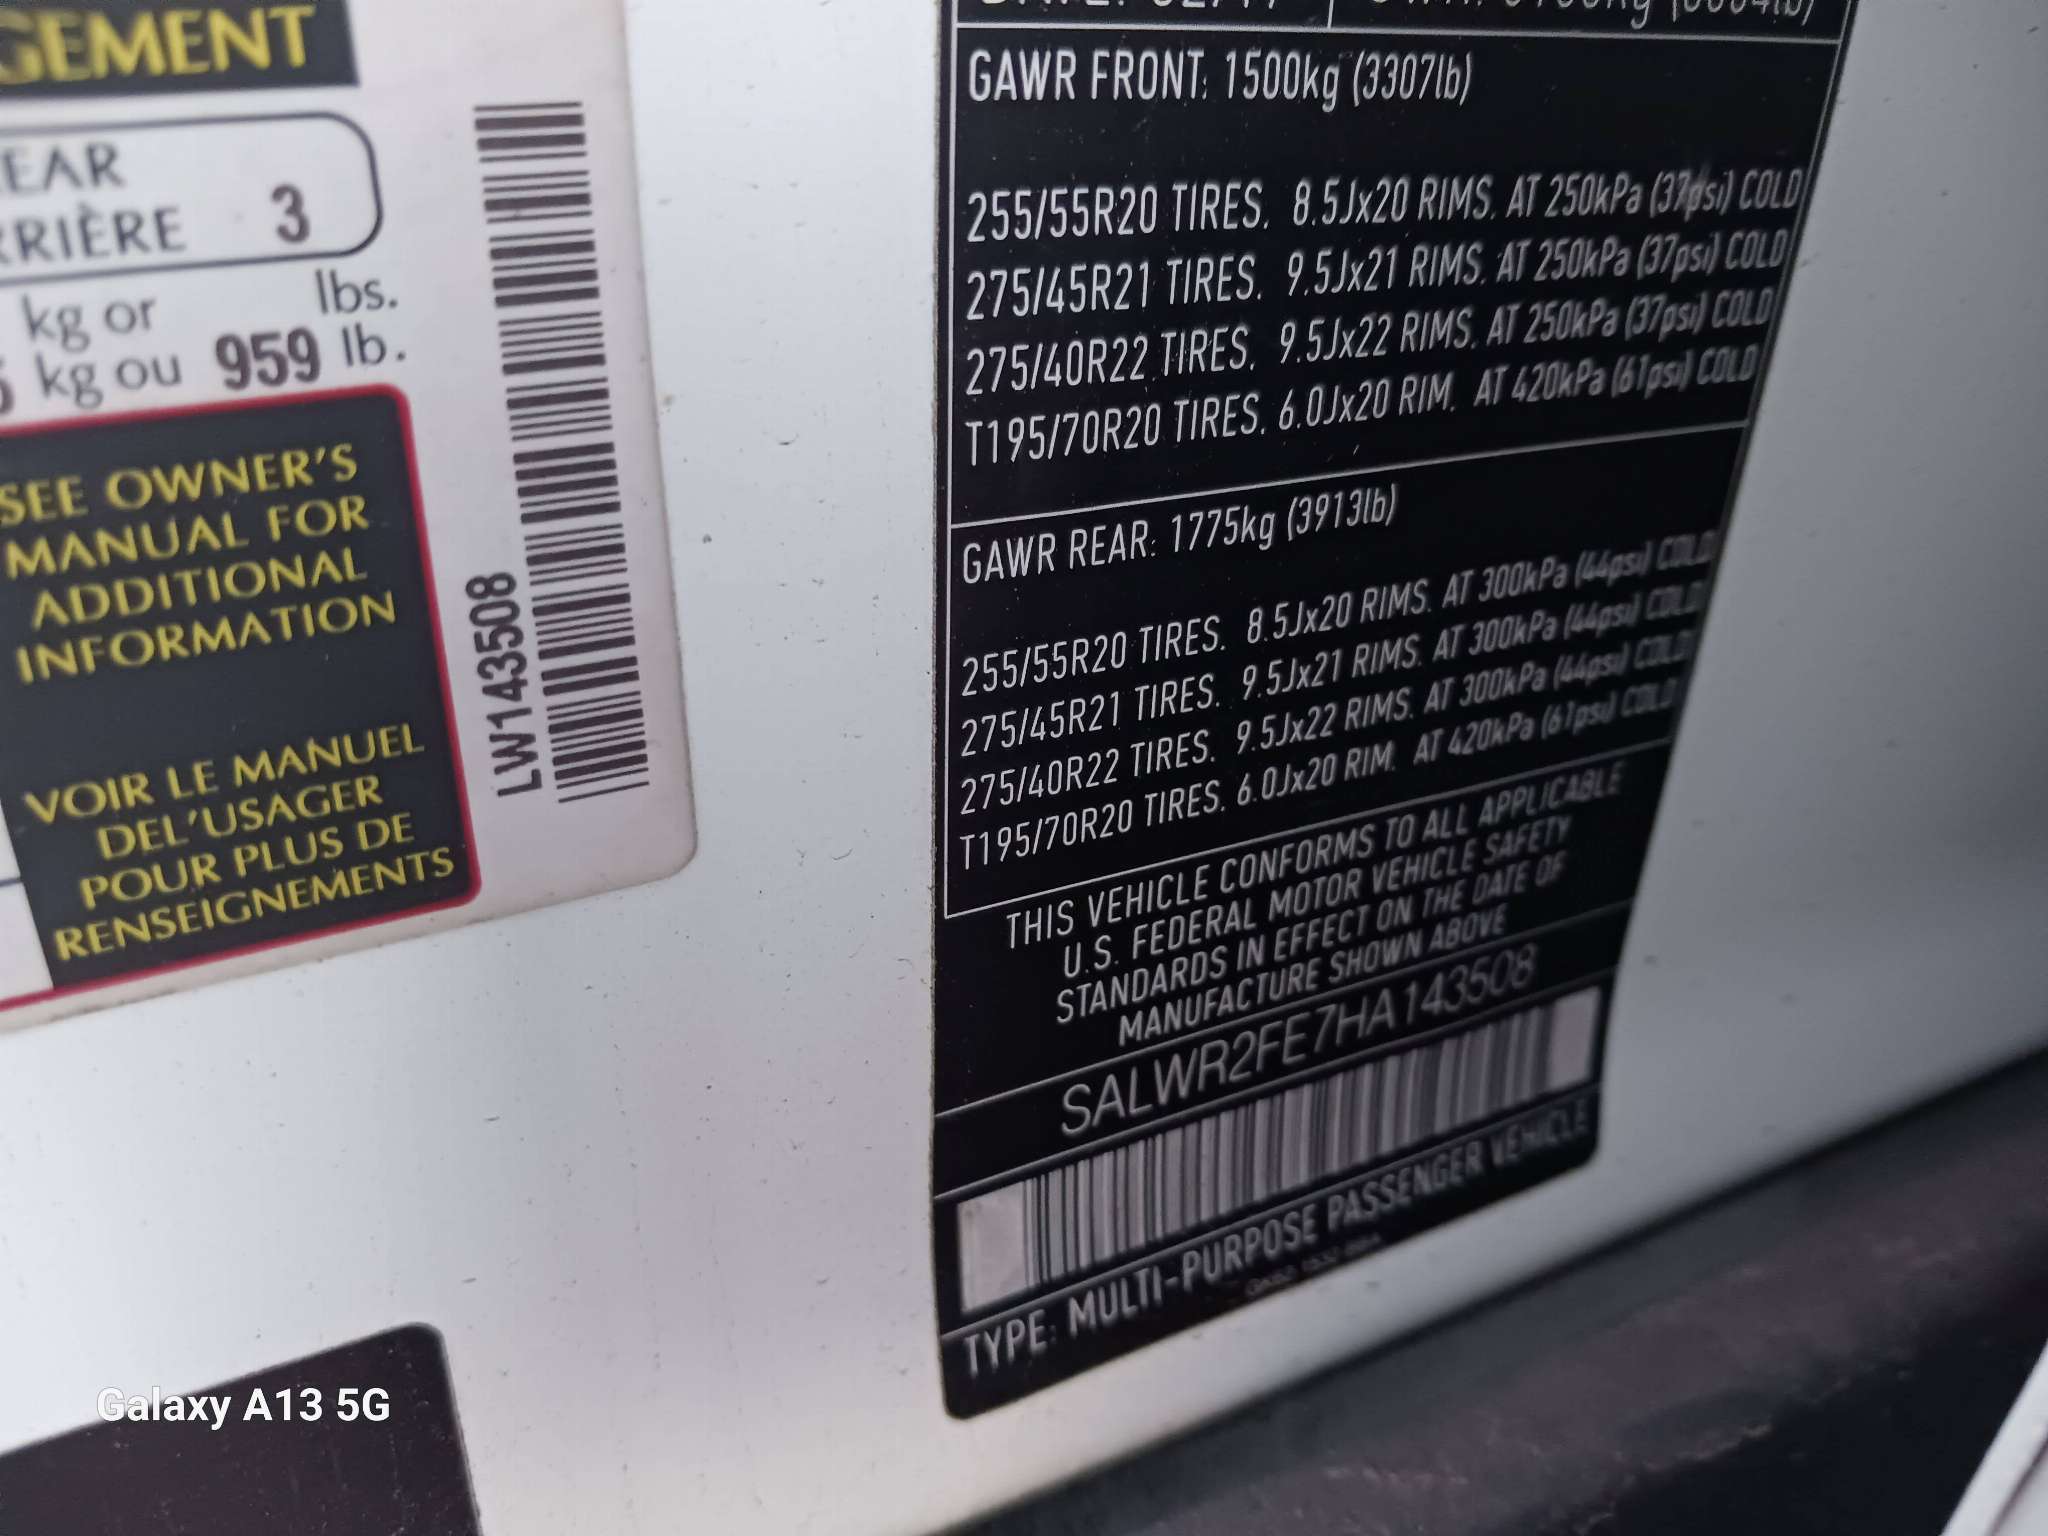 GEMENT
EAR
RRIÈRE 3
kg or lbs.
kg ou 959 lb.
SEE OWNER'S
MANUAL FOR
ADDITIONAL
INFORMATION
VOIR LE MANUEL
DEL'USAGER
POUR PLUS DE
RENSEIGNEMENTS
LW143508
GAWR FRONT: 1500kg (3307lb)
255/55R20 TIRES. 8.5Jx20 RIMS. AT 250kPa (37psi) COLD
275/45R21 TIRES. 9.5Jx21 RIMS. AT 250kPa (37psi) COLD
275/40R22 TIRES. 9.5Jx22 RIMS. AT 250kPa (37psi) COLD
T195/70R20 TIRES. 6.0Jx20 RIM. AT 420kPa (61psi) COLD
GAWR REAR: 1775kg (3913lb)
255/55R20 TIRES. 8.5Jx20 RIMS. AT 300kPa (44psi) COLD
275/45R21 TIRES. 9.5Jx21 RIMS. AT 300kPa (44psi) COLD
275/40R22 TIRES. 9.5Jx22 RIMS. AT 300kPa (44psi) COLD
T195/70R20 TIRES. 6.0Jx20 RIM. AT 420kPa (61psi) COLD
THIS VEHICLE CONFORMS TO ALL APPLICABLE
U.S. FEDERAL MOTOR VEHICLE SAFETY
STANDARDS IN EFFECT ON THE DATE OF
MANUFACTURE SHOWN ABOVE
SALWR2FE7HA143508
TYPE: MULTI-PURPOSE PASSENGER VEHICLE
Galaxy A13 5G